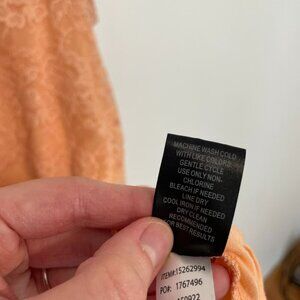 MACHINE WASH COLD
WITH LIKE COLORS
GENTLE CYCLE
USE ONLY NON-
CHLORINE
BLEACH IF NEEDED
LINE DRY
COOL IRON IF NEEDED
DRY CLEAN
RECOMMENDED
FOR BEST RESULTS
ITEM#:15262994
PO#: 1767496